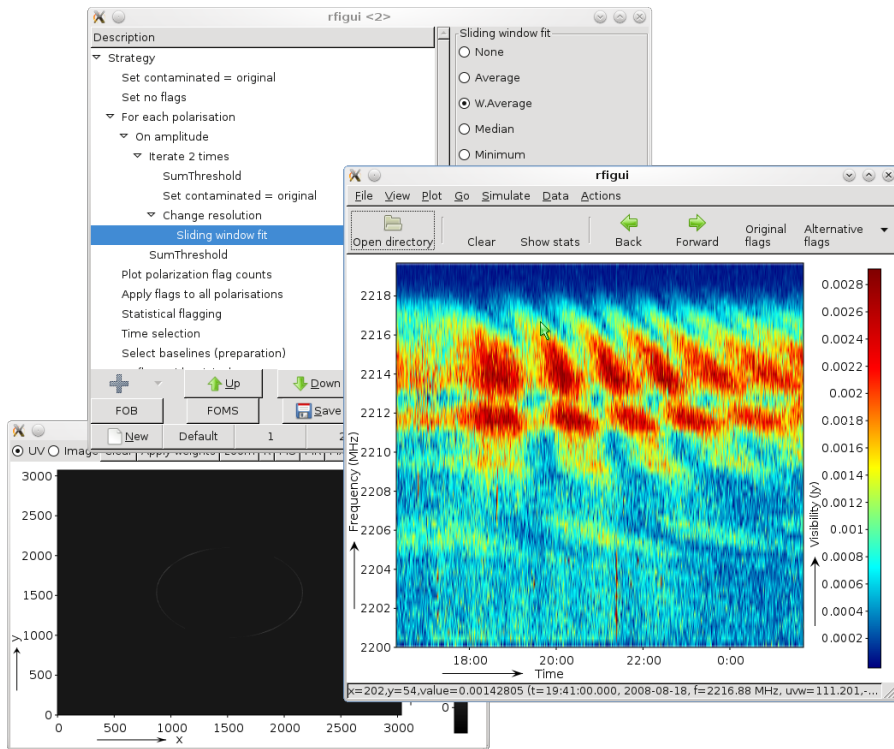 rfigui <2>
Description
Strategy
Set contaminated = original
Set no flags
For each polarisation
On amplitude
Iterate 2 times
SumThreshold
Set contaminated = original
Change resolution
Sliding window fit
SumThreshold
Plot polarization flag counts
Apply flags to all polarisations
Statistical flagging
Time selection
Select baselines (preparation)
Up
Down
FOB
FOMS
Save
New
Default
1
2
Sliding window fit
None
Average
W.Average
Median
Minimum
rfigui
File View Plot Go Simulate Data Actions
Open directory
Clear
Show stats
Back
Forward
Original flags
Alternative flags
Frequency (MHz)
2218
2216
2214
2212
2210
2208
2206
2204
2202
2200
18:00 20:00 22:00 0:00
Time
Visibility (Jy)
0.0028
0.0026
0.0024
0.0022
0.002
0.0018
0.0016
0.0014
0.0012
0.001
0.0008
0.0006
0.0004
0.0002
x=202,y=54,value=0.00142805 (t=19:41:00.000, 2008-08-18, f=2216.88 MHz, uvw=111.201,-...
UV
Image
3000
2500
2000
1500
1000
500
0
y
0 500 1000 1500 2000 2500 3000
x
0